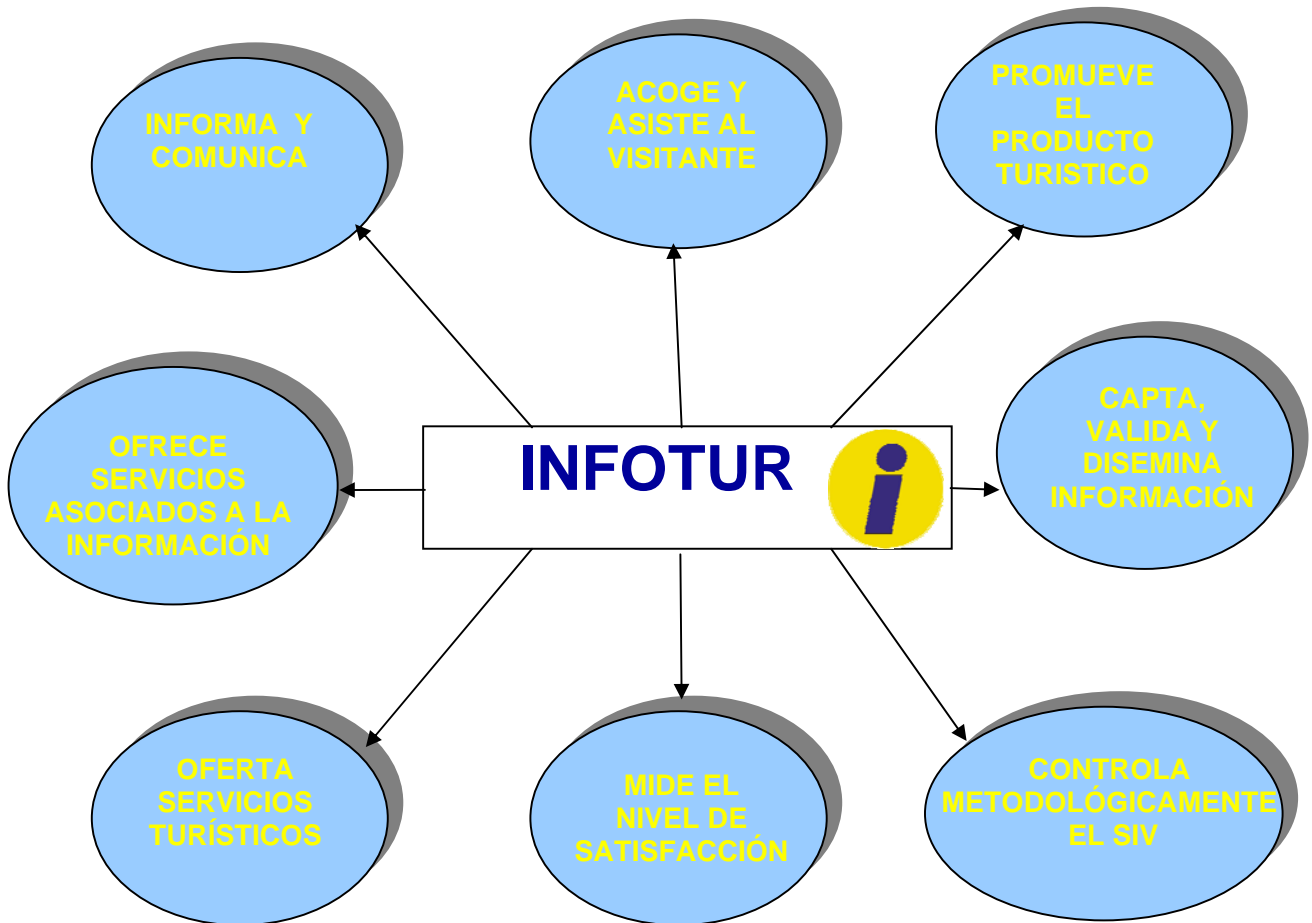 INFORMA Y
COMUNICA
ACOGE Y
ASISTE AL
VISITANTE
PROMUEVE
EL
PRODUCTO
TURISTICO
OFRECE
SERVICIOS
ASOCIADOS A LA
INFORMACIÓN
INFOTUR
i
CAPTA,
VALIDA Y
DISEMINA
INFORMACIÓN
OFERTA
SERVICIOS
TURÍSTICOS
MIDE EL
NIVEL DE
SATISFACCIÓN
CONTROLA
METODOLÓGICAMENTE
EL SIV